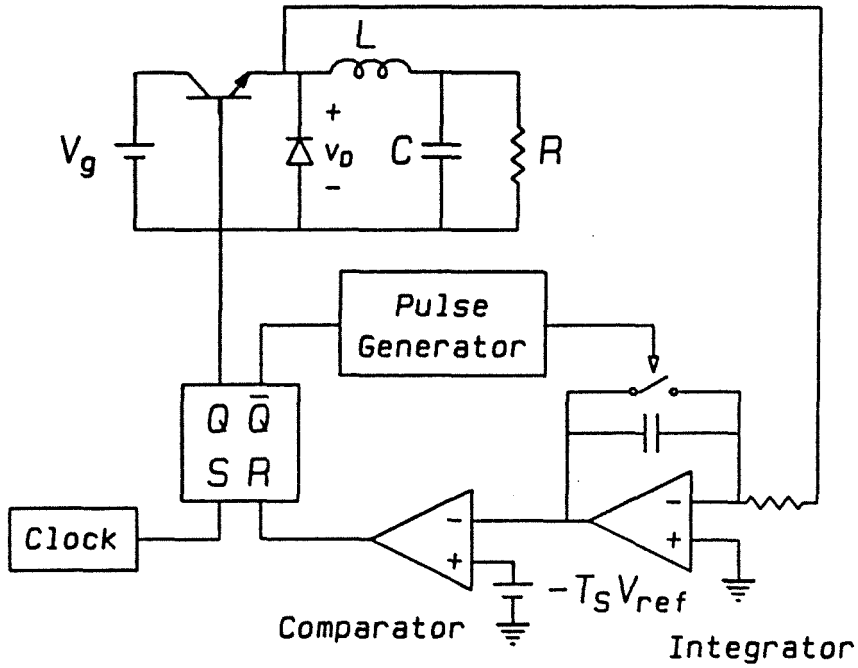 L
+
V_g
v_D
C
R
-
Pulse
Generator
Q Q̅
S R
Clock
-
+
-
+
-T_S V_ref
Comparator
Integrator